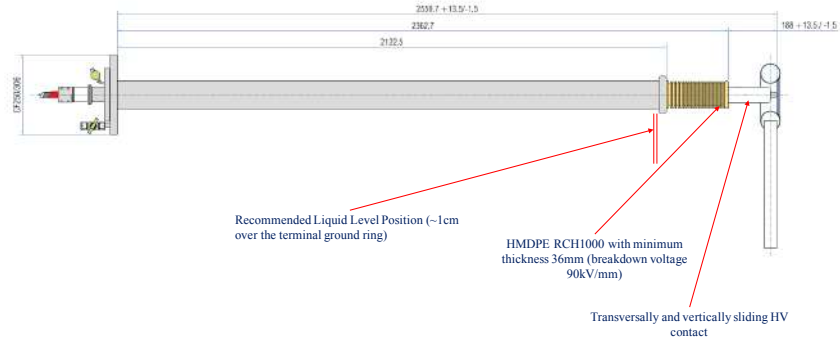 2550.7 +13.5/-1.5
2362.7
188 +13.5 / -1.5
2132.5
Recommended Liquid Level Position (~1cm
over the terminal ground ring)
HMDPE RCH1000 with minimum
thickness 36mm (breakdown voltage
90kV/mm)
Transversally and vertically sliding HV
contact